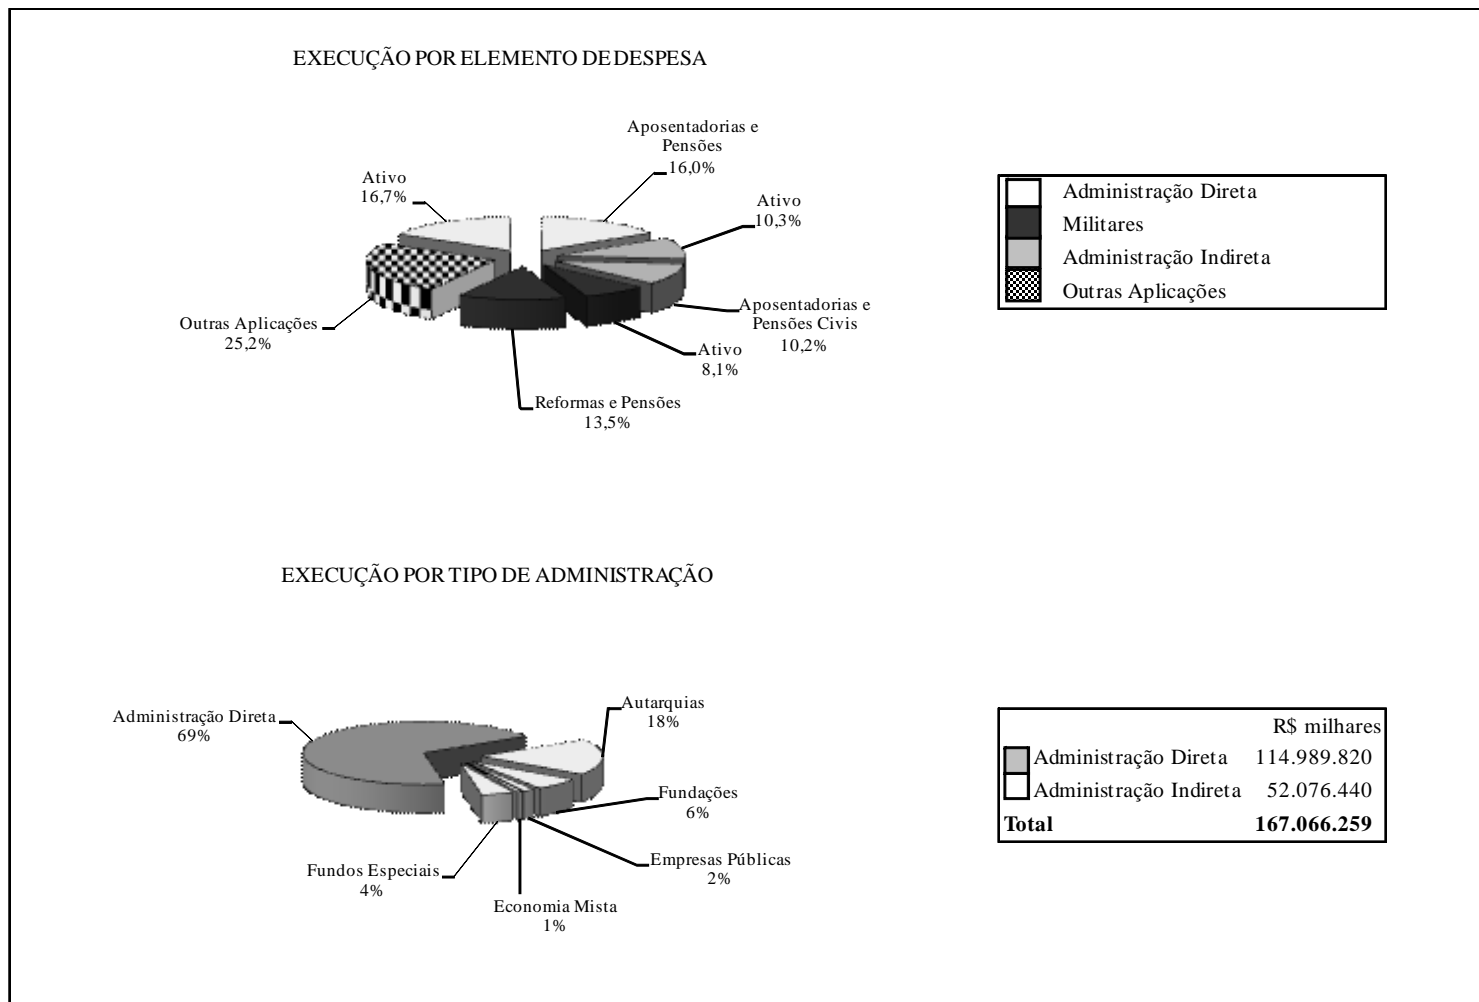 EXECUÇÃO POR ELEMENTO DE DESPESA
Aposentadorias e
Pensões
16,0%
Ativo
16,7%
Ativo
10,3%
Outras Aplicações
25,2%
Aposentadorias e
Pensões Civis
10,2%
Ativo
8,1%
Reformas e Pensões
13,5%
Administração Direta
Militares
Administração Indireta
Outras Aplicações
EXECUÇÃO POR TIPO DE ADMINISTRAÇÃO
Administração Direta
69%
Autarquias
18%
Fundações
6%
Empresas Públicas
2%
Fundos Especiais
4%
Economia Mista
1%
R$ milhares
Administração Direta 114.989.820
Administração Indireta 52.076.440
Total 167.066.259